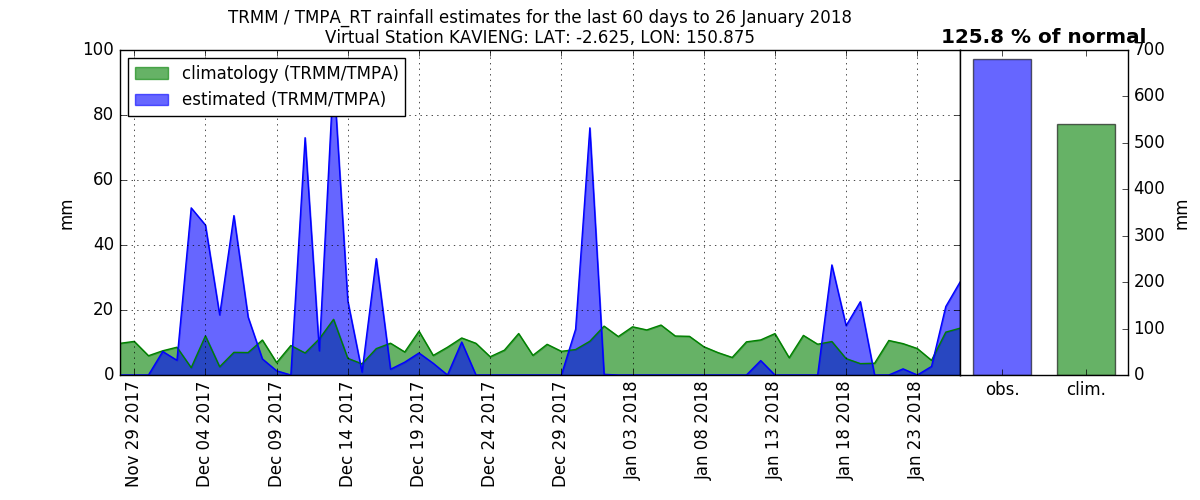 TRMM / TMPA_RT rainfall estimates for the last 60 days to 26 January 2018
Virtual Station KAVIENG: LAT: -2.625, LON: 150.875
125.8 % of normal
climatology (TRMM/TMPA)
estimated (TRMM/TMPA)
100
80
60
40
20
0
mm
Nov 29 2017
Dec 04 2017
Dec 09 2017
Dec 14 2017
Dec 19 2017
Dec 24 2017
Dec 29 2017
Jan 03 2018
Jan 08 2018
Jan 13 2018
Jan 18 2018
Jan 23 2018
obs.
clim.
700
600
500
400
300
200
100
0
mm